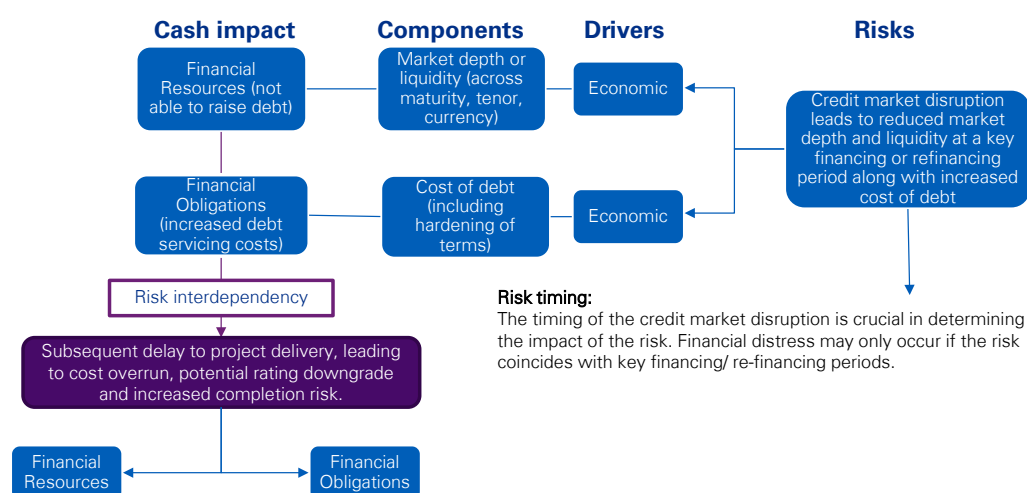 Cash impact
Components
Drivers
Risks
Financial
Resources (not
able to raise debt)
Market depth or
liquidity (across
maturity, tenor,
currency)
Economic
Credit market disruption
leads to reduced market
depth and liquidity at a key
financing or refinancing
period along with increased
cost of debt
Financial
Obligations
(increased debt
servicing costs)
Cost of debt
(including
hardening of
terms)
Economic
Risk interdependency
Risk timing:
The timing of the credit market disruption is crucial in determining
the impact of the risk. Financial distress may only occur if the risk
coincides with key financing/ re-financing periods.
Subsequent delay to project delivery, leading
to cost overrun, potential rating downgrade
and increased completion risk.
Financial
Resources
Financial
Obligations